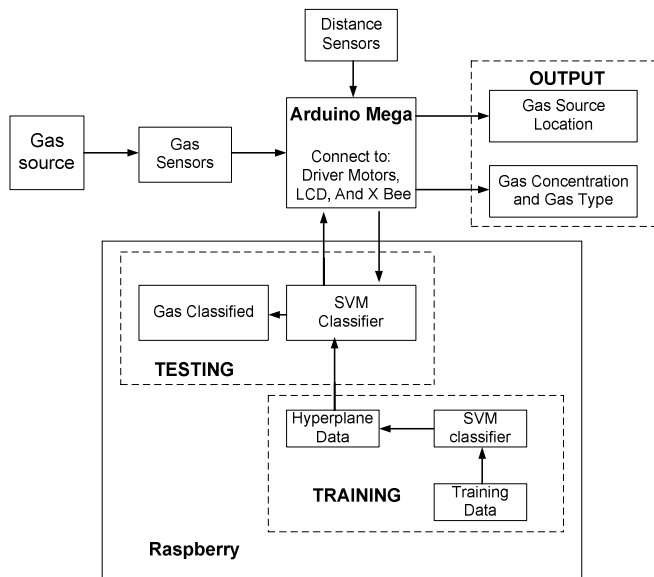 Distance
Sensors
OUTPUT
Gas Source
Location
Arduino Mega
Connect to:
Driver Motors,
LCD, And X Bee
Gas
source
Gas
Sensors
Gas Concentration
and Gas Type
Gas Classified
SVM
Classifier
TESTING
Hyperplane
Data
SVM
classifier
TRAINING
Training
Data
Raspberry